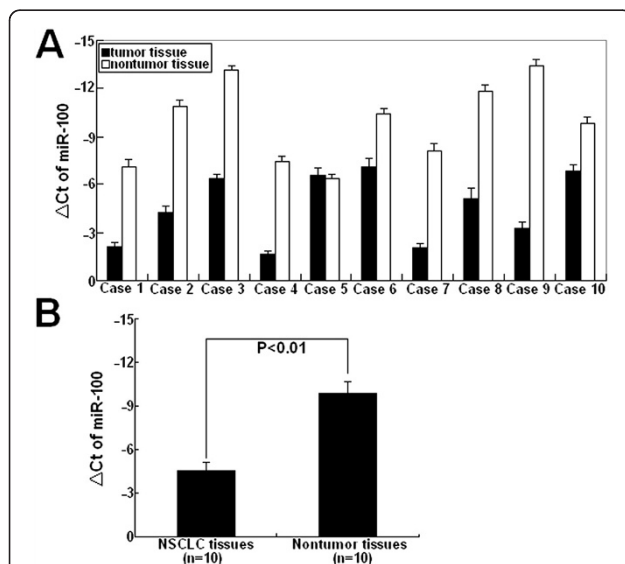 A
-15
-12
-9
-6
-3
0
△Ct of miR-100
tumor tissue
nontumor tissue
Case 1 Case 2 Case 3 Case 4 Case 5 Case 6 Case 7 Case 8 Case 9 Case 10
B
-15
-12
-9
-6
-3
0
△Ct of miR-100
P<0.01
NSCLC tissues Nontumor tissues
(n=10) (n=10)